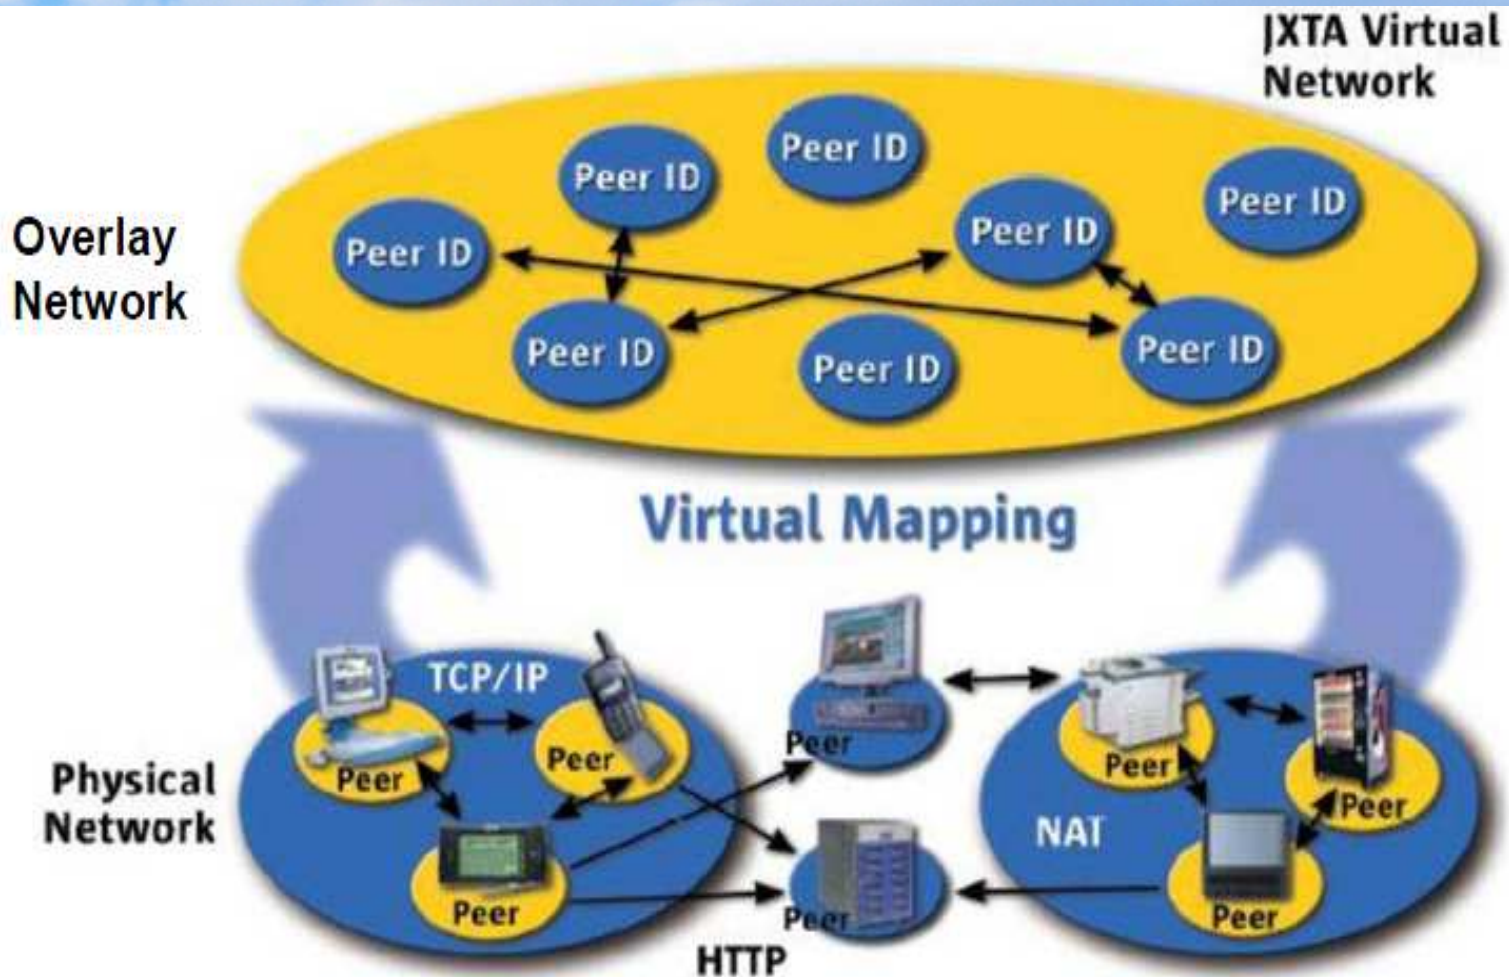 JXTA Virtual
Network
Peer ID
Peer ID
Peer ID
Peer ID
Peer ID
Overlay
Network
Peer ID
Peer ID
Peer ID
Peer ID
Virtual Mapping
TCP/IP
Peer
Peer
Peer
Peer
Peer
Physical
Network
NAT
Peer
Peer
Peer
HTTP